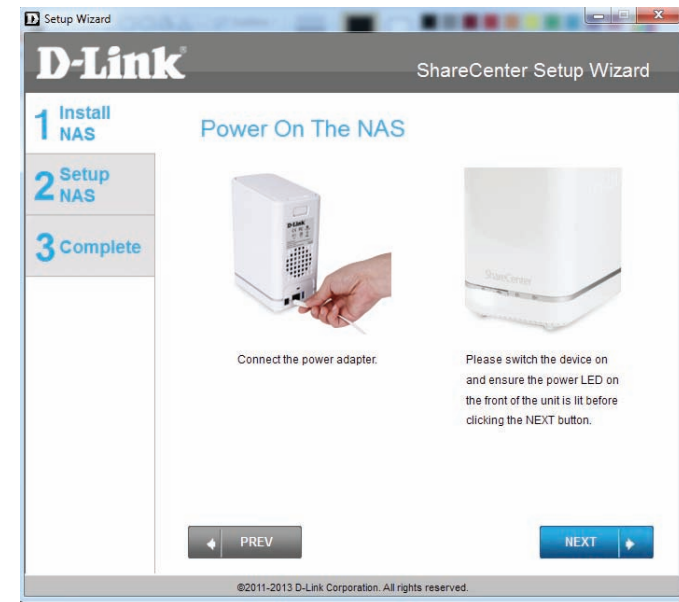 Setup Wizard
D-Link
ShareCenter Setup Wizard
1 Install
NAS
2 Setup
NAS
3 Complete
Power On The NAS
D-Link
ShareCenter
Connect the power adapter.
Please switch the device on
and ensure the power LED on
the front of the unit is lit before
clicking the NEXT button.
PREV
NEXT
©2011-2013 D-Link Corporation. All rights reserved.